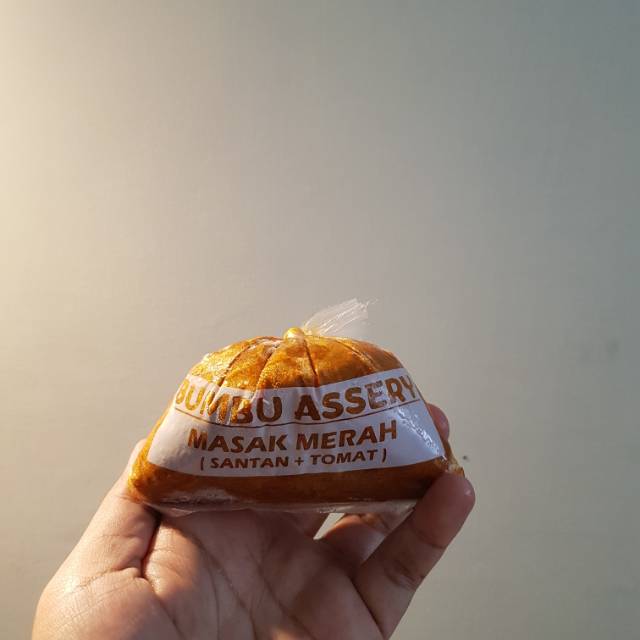 BUMBU ASSERY
MASAK MERAH
( SANTAN + TOMAT )